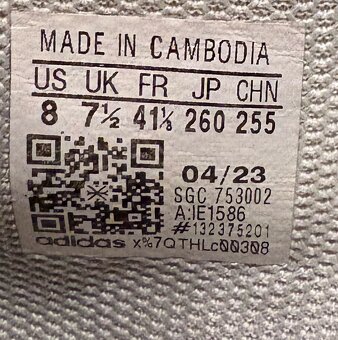 MADE IN CAMBODIA
US UK FR JP CHN
8 7½ 41⅓ 260 255
04/23
SGC 753002
A:IE1586
#132375201
adidas x%7QTHLc00308